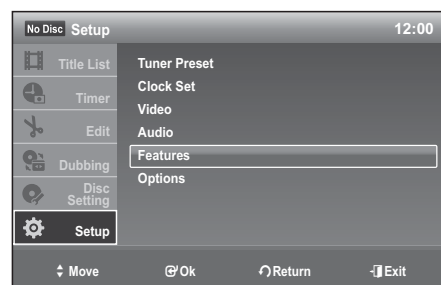 No Disc Setup 12:00
Title List
Timer
Edit
Dubbing
Disc
Setting
Setup
Tuner Preset
Clock Set
Video
Audio
Features
Options
Move Ok Return Exit